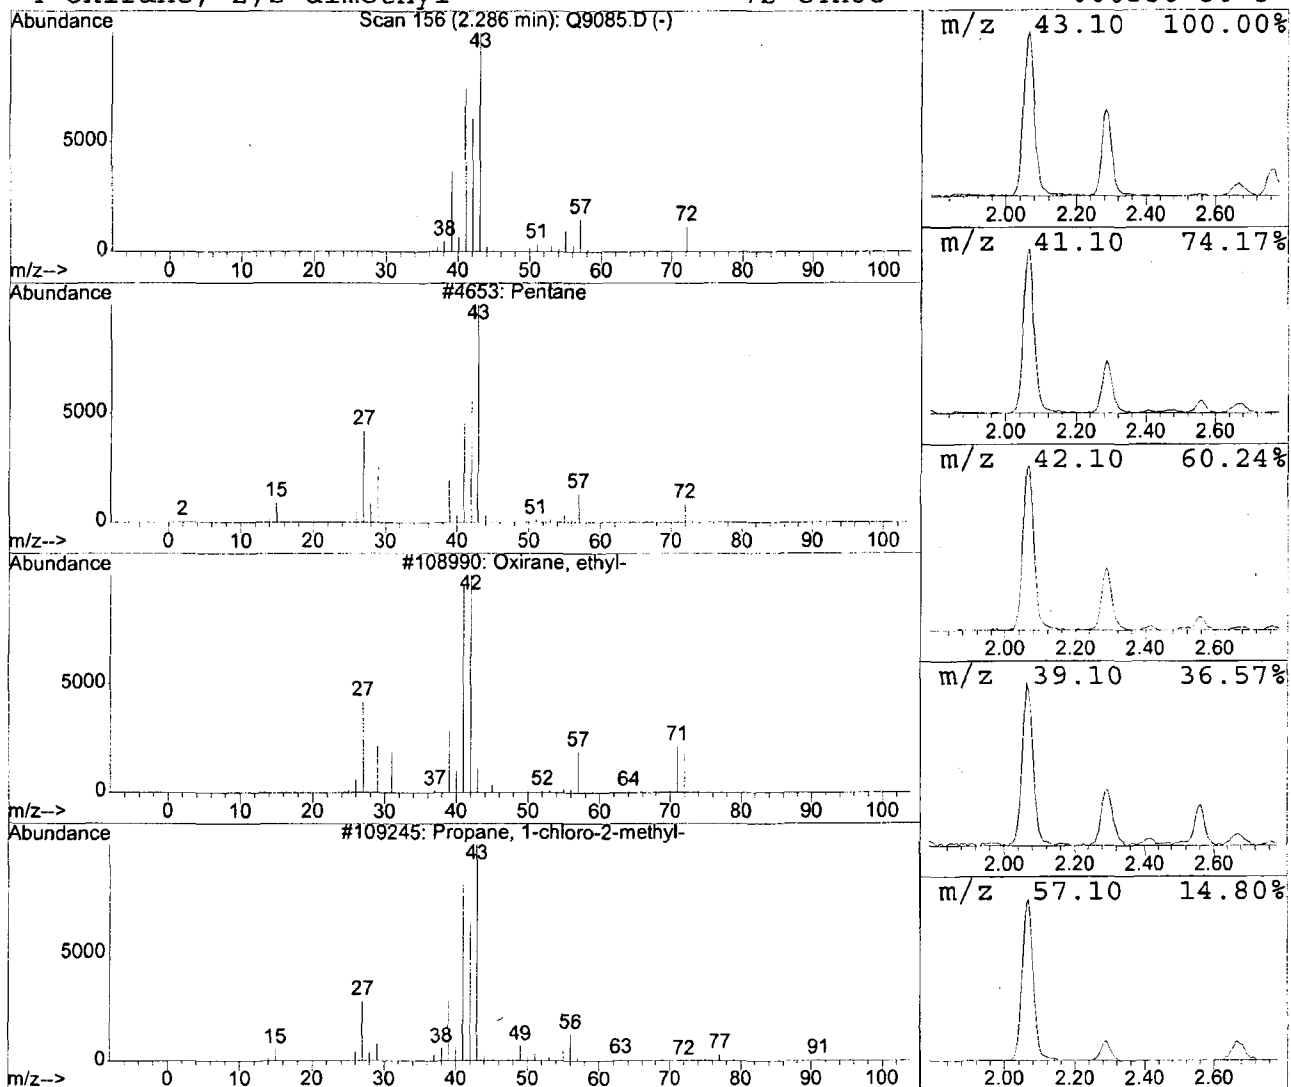 Abundance
Scan 156 (2.286 min): Q9085.D (-)
43
5000
38
51
57
72
0
m/z-->
0 10 20 30 40 50 60 70 80 90 100
Abundance
#4653: Pentane
43
5000
27
2
15
51
57
72
0
m/z-->
0 10 20 30 40 50 60 70 80 90 100
Abundance
#108990: Oxirane, ethyl-
42
5000
27
37
52
57
64
71
0
m/z-->
0 10 20 30 40 50 60 70 80 90 100
Abundance
#109245: Propane, 1-chloro-2-methyl-
43
5000
27
15
38
49
56
63
72
77
91
0
m/z-->
0 10 20 30 40 50 60 70 80 90 100
m/z 43.10 100.00%
2.00 2.20 2.40 2.60
m/z 41.10 74.17%
2.00 2.20 2.40 2.60
m/z 42.10 60.24%
2.00 2.20 2.40 2.60
m/z 39.10 36.57%
2.00 2.20 2.40 2.60
m/z 57.10 14.80%
2.00 2.20 2.40 2.60